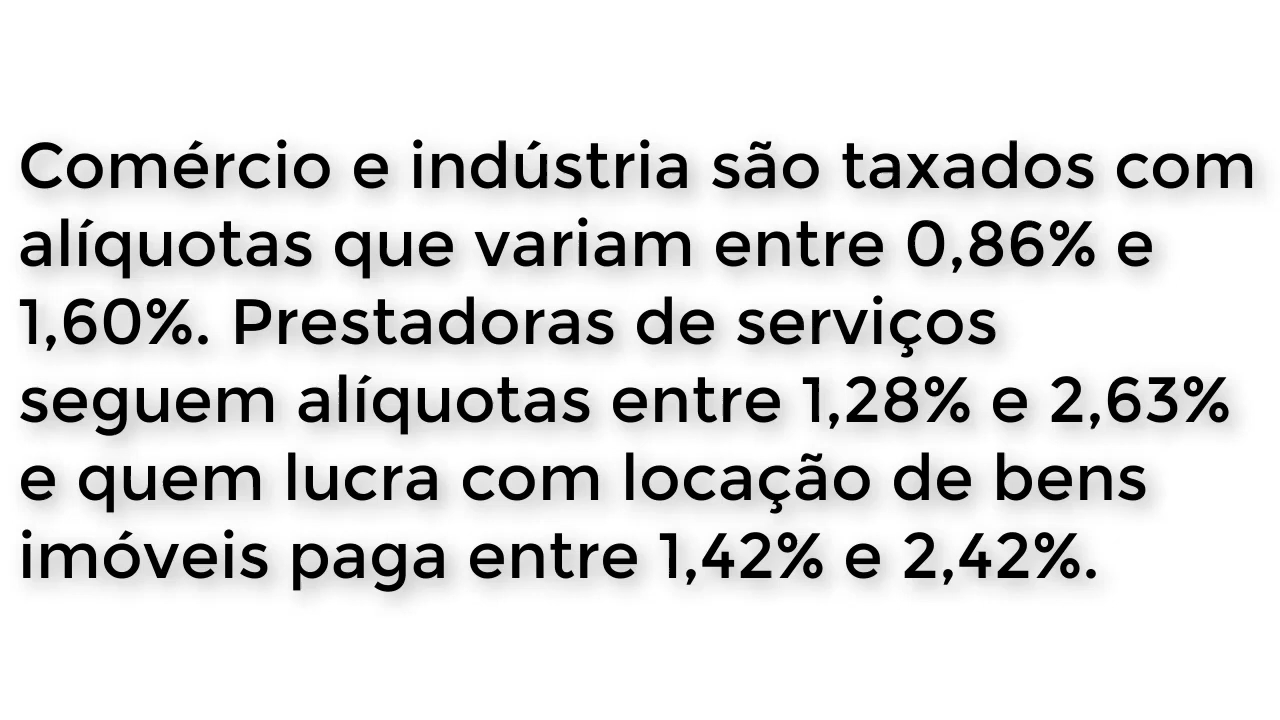 Comércio e indústria são taxados com
alíquotas que variam entre 0,86% e
1,60%. Prestadoras de serviços
seguem alíquotas entre 1,28% e 2,63%
e quem lucra com locação de bens
imóveis paga entre 1,42% e 2,42%.